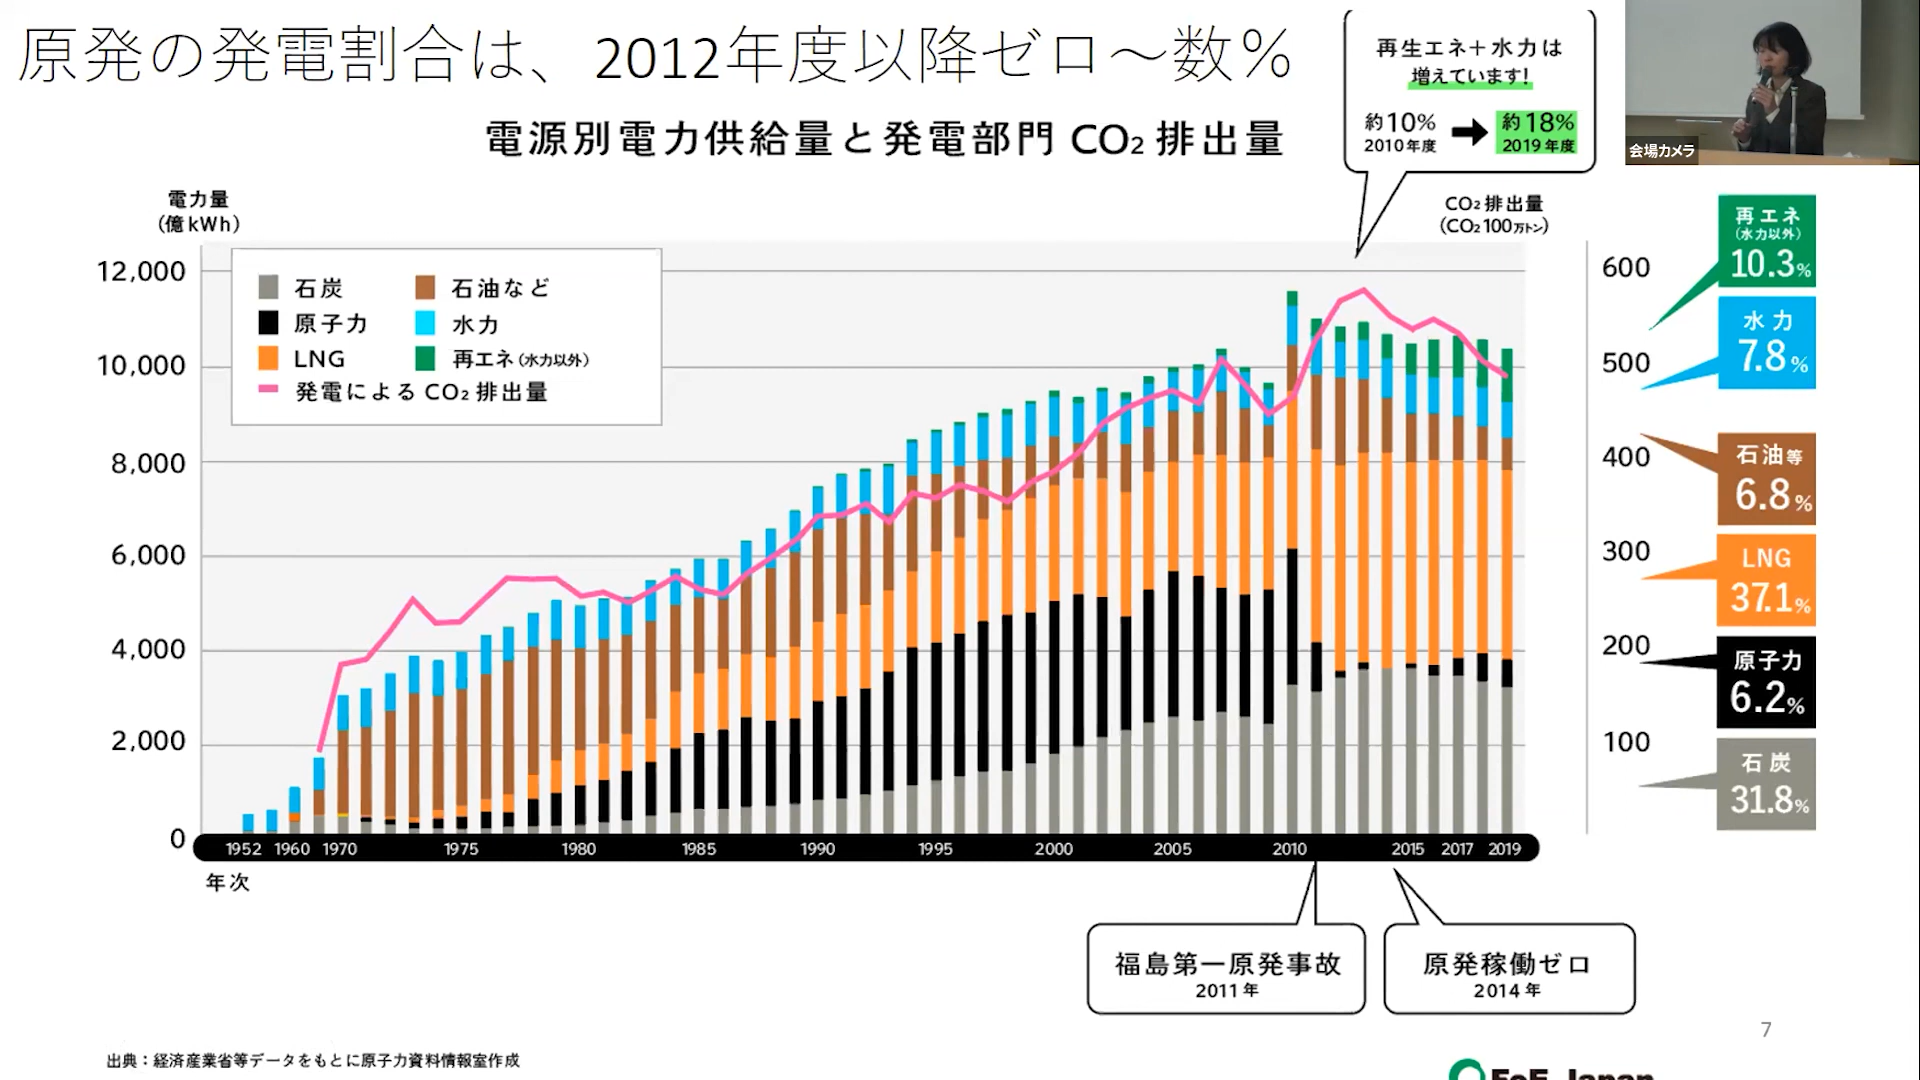 原発の発電割合は、2012年度以降ゼロ～数％
再生エネ＋水力は
増えています！
約10％
2010年度
約18％
2019年度
会場カメラ
電源別電力供給量と発電部門 CO₂ 排出量
電力量
（億kWh）
CO₂ 排出量
（CO₂100万トン）
石炭
石油など
原子力
水力
LNG
再エネ（水力以外）
発電によるCO₂排出量
12,000
10,000
8,000
6,000
4,000
2,000
0
600
500
400
300
200
100
再エネ
（水力以外）
10.3％
水力
7.8％
石油等
6.8％
LNG
37.1％
原子力
6.2％
石炭
31.8％
1952 1960 1970 1975 1980 1985 1990 1995 2000 2005 2010 2015 2017 2019
年次
福島第一原発事故
2011年
原発稼働ゼロ
2014年
7
出典：経済産業省等データをもとに原子力資料情報室作成
FoE Japan